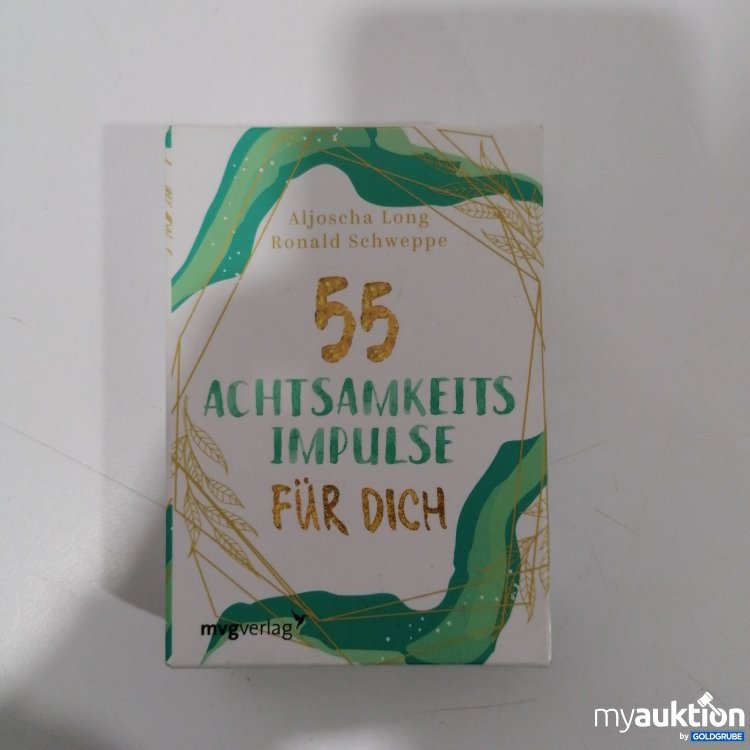 Aljoscha Long
Ronald Schweppe
55
ACHTSAMKEITS
IMPULSE
FÜR DICH
mvgverlag
myauktion
by GOLDGRUBE